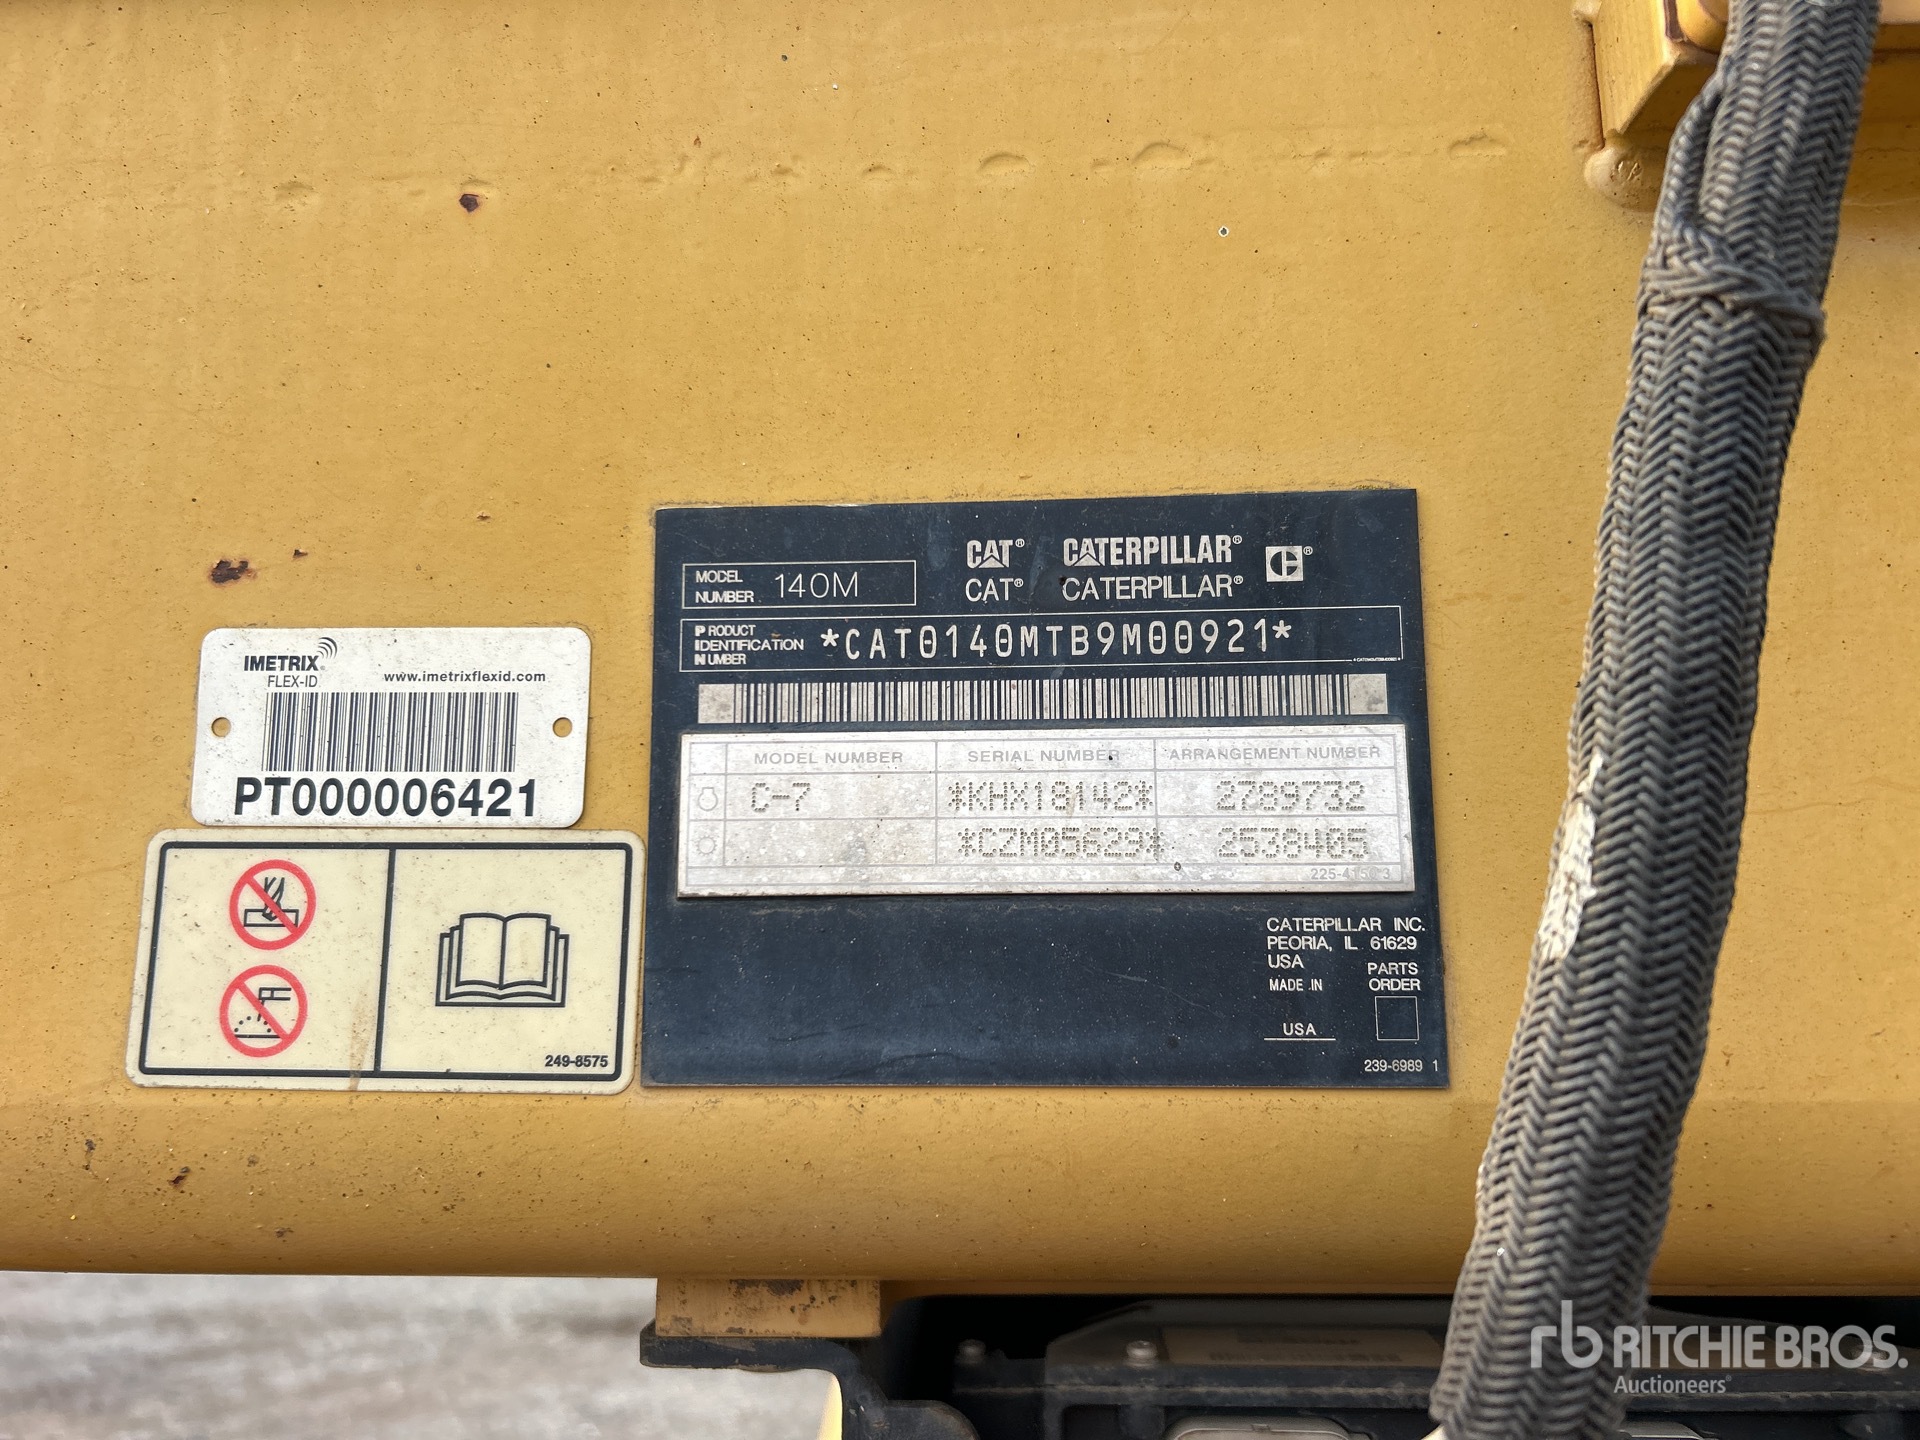 CAT® CATERPILLAR® ®
CAT® CATERPILLAR®
MODEL NUMBER 140M
PRODUCT IDENTIFICATION NUMBER *CAT0140MTB9M00921*
MODEL NUMBER SERIAL NUMBER ARRANGEMENT NUMBER
C-7 *KHX18142* 2789732
*CZM05629* 2538405
225-4150 3
CATERPILLAR INC.
PEORIA, IL 61629
USA
MADE IN
USA
PARTS
ORDER
239-6989 1
IMETRIX®
FLEX-ID www.imetrixflexid.com
PT000006421
249-8575
rb RITCHIE BROS.
Auctioneers®